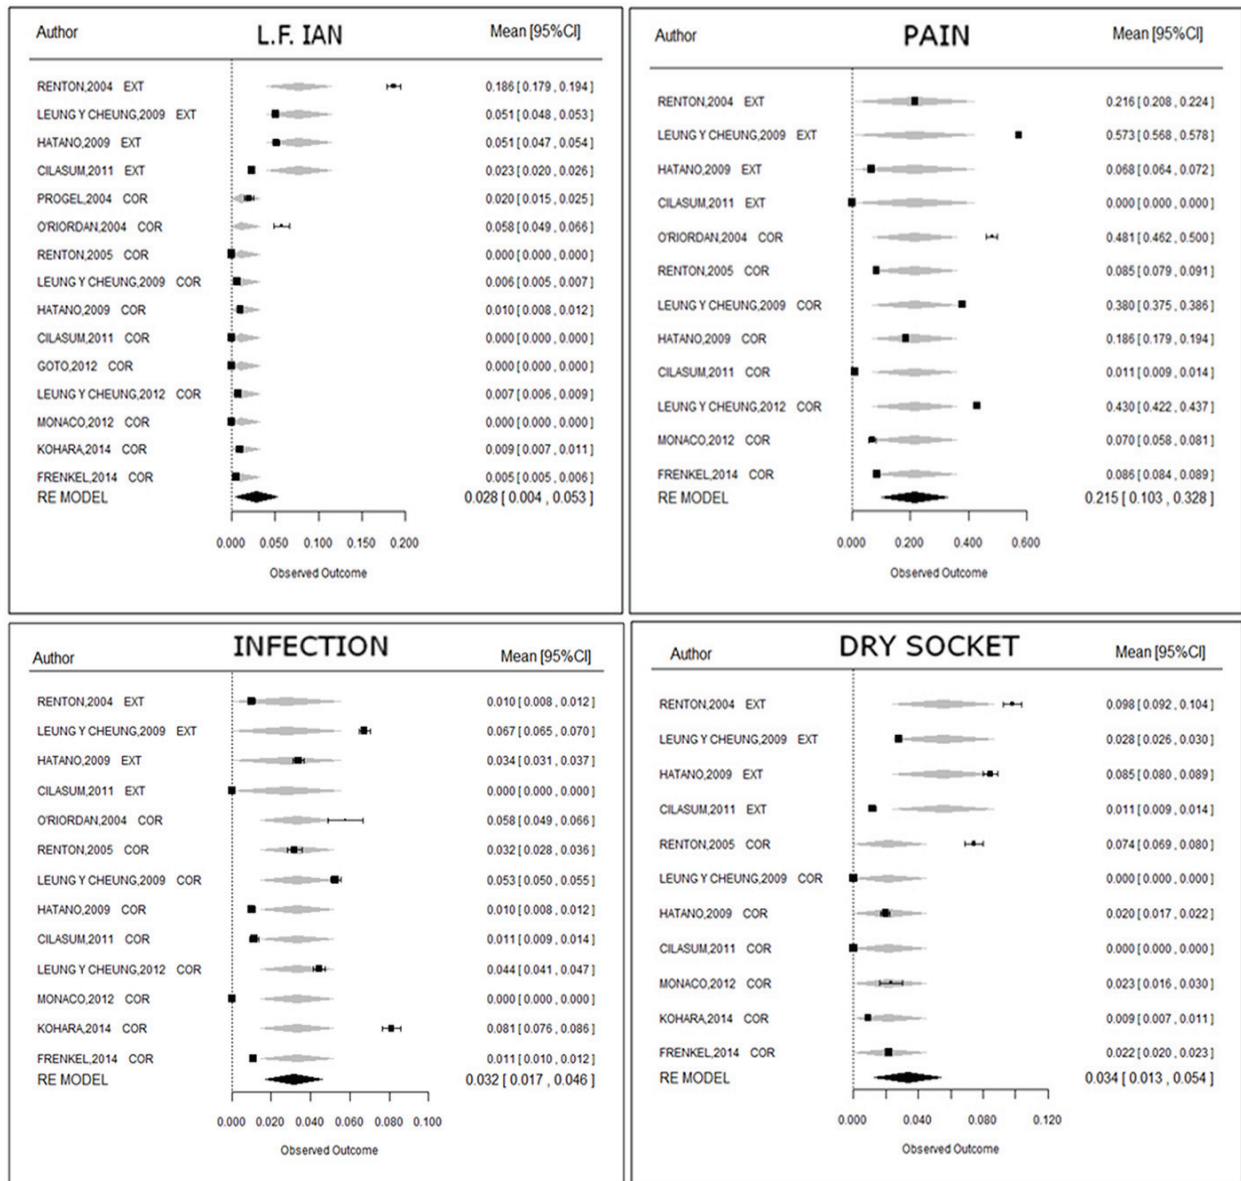 Author L.F. IAN Mean [95%CI]
RENTON,2004 EXT 0.186 [ 0.179 , 0.194 ]
LEUNG Y CHEUNG,2009 EXT 0.051 [ 0.048 , 0.053 ]
HATANO,2009 EXT 0.051 [ 0.047 , 0.054 ]
CILASUM,2011 EXT 0.023 [ 0.020 , 0.026 ]
PROGEL,2004 COR 0.020 [ 0.015 , 0.025 ]
O'RIORDAN,2004 COR 0.058 [ 0.049 , 0.066 ]
RENTON,2005 COR 0.000 [ 0.000 , 0.000 ]
LEUNG Y CHEUNG,2009 COR 0.006 [ 0.005 , 0.007 ]
HATANO,2009 COR 0.010 [ 0.008 , 0.012 ]
CILASUM,2011 COR 0.000 [ 0.000 , 0.000 ]
GOTO,2012 COR 0.000 [ 0.000 , 0.000 ]
LEUNG Y CHEUNG,2012 COR 0.007 [ 0.006 , 0.009 ]
MONACO,2012 COR 0.000 [ 0.000 , 0.000 ]
KOHARA,2014 COR 0.009 [ 0.007 , 0.011 ]
FRENKEL,2014 COR 0.005 [ 0.005 , 0.006 ]
RE MODEL 0.028 [ 0.004 , 0.053 ]
0.000 0.050 0.100 0.200
Observed Outcome
Author PAIN Mean [95%CI]
RENTON,2004 EXT 0.216 [ 0.208 , 0.224 ]
LEUNG Y CHEUNG,2009 EXT 0.573 [ 0.568 , 0.578 ]
HATANO,2009 EXT 0.068 [ 0.064 , 0.072 ]
CILASUM,2011 EXT 0.000 [ 0.000 , 0.000 ]
O'RIORDAN,2004 COR 0.481 [ 0.462 , 0.500 ]
RENTON,2005 COR 0.085 [ 0.079 , 0.091 ]
LEUNG Y CHEUNG,2009 COR 0.380 [ 0.375 , 0.386 ]
HATANO,2009 COR 0.186 [ 0.179 , 0.194 ]
CILASUM,2011 COR 0.011 [ 0.009 , 0.014 ]
LEUNG Y CHEUNG,2012 COR 0.430 [ 0.422 , 0.437 ]
MONACO,2012 COR 0.070 [ 0.058 , 0.081 ]
FRENKEL,2014 COR 0.086 [ 0.084 , 0.089 ]
RE MODEL 0.215 [ 0.103 , 0.328 ]
0.000 0.200 0.400 0.600
Observed Outcome
Author INFECTION Mean [95%CI]
RENTON,2004 EXT 0.010 [ 0.008 , 0.012 ]
LEUNG Y CHEUNG,2009 EXT 0.067 [ 0.065 , 0.070 ]
HATANO,2009 EXT 0.034 [ 0.031 , 0.037 ]
CILASUM,2011 EXT 0.000 [ 0.000 , 0.000 ]
O'RIORDAN,2004 COR 0.058 [ 0.049 , 0.066 ]
RENTON,2005 COR 0.032 [ 0.028 , 0.036 ]
LEUNG Y CHEUNG,2009 COR 0.053 [ 0.050 , 0.055 ]
HATANO,2009 COR 0.010 [ 0.008 , 0.012 ]
CILASUM,2011 COR 0.011 [ 0.009 , 0.014 ]
LEUNG Y CHEUNG,2012 COR 0.044 [ 0.041 , 0.047 ]
MONACO,2012 COR 0.000 [ 0.000 , 0.000 ]
KOHARA,2014 COR 0.081 [ 0.076 , 0.086 ]
FRENKEL,2014 COR 0.011 [ 0.010 , 0.012 ]
RE MODEL 0.032 [ 0.017 , 0.046 ]
0.000 0.020 0.040 0.060 0.080 0.100
Observed Outcome
Author DRY SOCKET Mean [95%CI]
RENTON,2004 EXT 0.098 [ 0.092 , 0.104 ]
LEUNG Y CHEUNG,2009 EXT 0.028 [ 0.026 , 0.030 ]
HATANO,2009 EXT 0.085 [ 0.080 , 0.089 ]
CILASUM,2011 EXT 0.011 [ 0.009 , 0.014 ]
RENTON,2005 COR 0.074 [ 0.069 , 0.080 ]
LEUNG Y CHEUNG,2009 COR 0.000 [ 0.000 , 0.000 ]
HATANO,2009 COR 0.020 [ 0.017 , 0.022 ]
CILASUM,2011 COR 0.000 [ 0.000 , 0.000 ]
MONACO,2012 COR 0.023 [ 0.016 , 0.030 ]
KOHARA,2014 COR 0.009 [ 0.007 , 0.011 ]
FRENKEL,2014 COR 0.022 [ 0.020 , 0.023 ]
RE MODEL 0.034 [ 0.013 , 0.054 ]
0.000 0.040 0.080 0.120
Observed Outcome